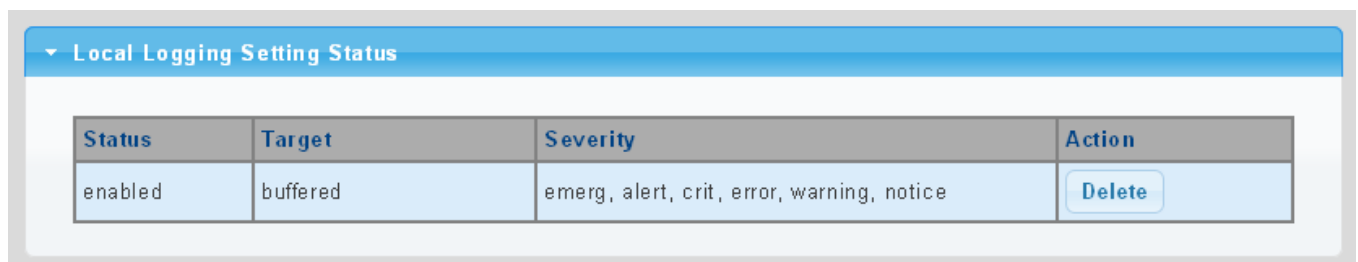 Local Logging Setting Status
Status Target Severity Action
enabled buffered emerg, alert, crit, error, warning, notice Delete